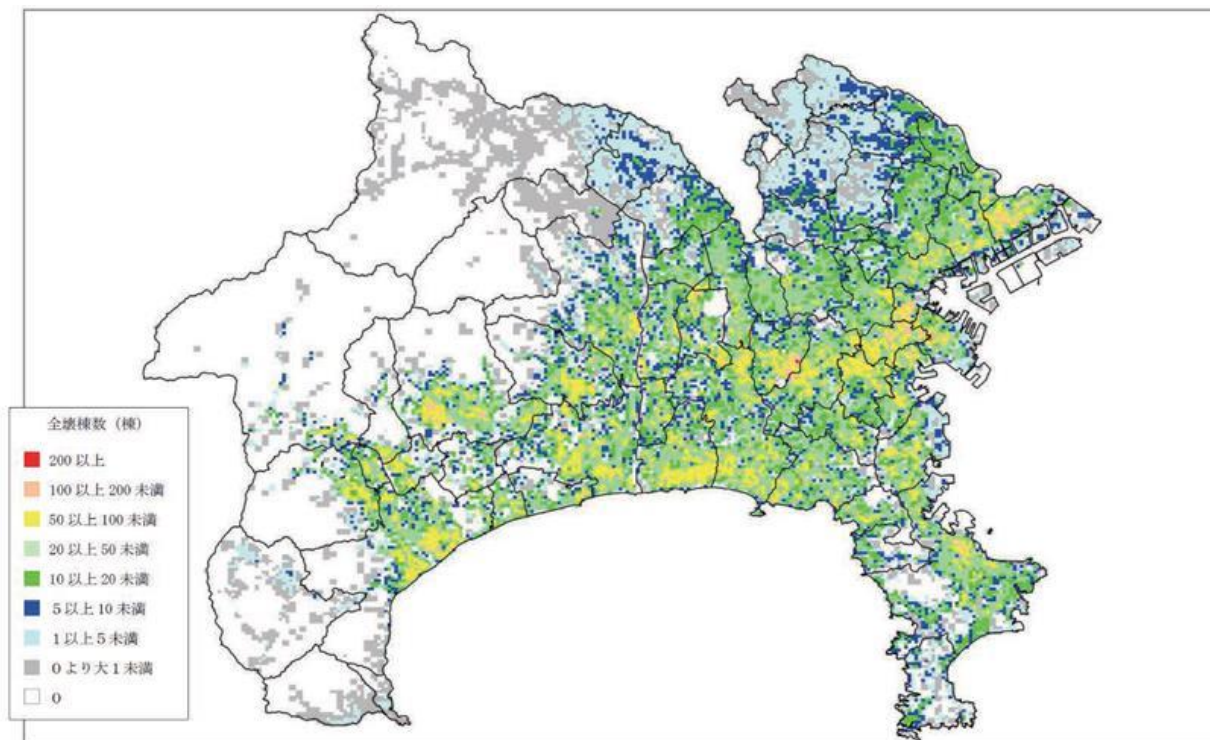 全壊棟数（棟）
200 以上
100 以上 200 未満
50 以上 100 未満
20 以上 50 未満
10 以上 20 未満
5 以上 10 未満
1 以上 5 未満
0 より大 1 未満
0